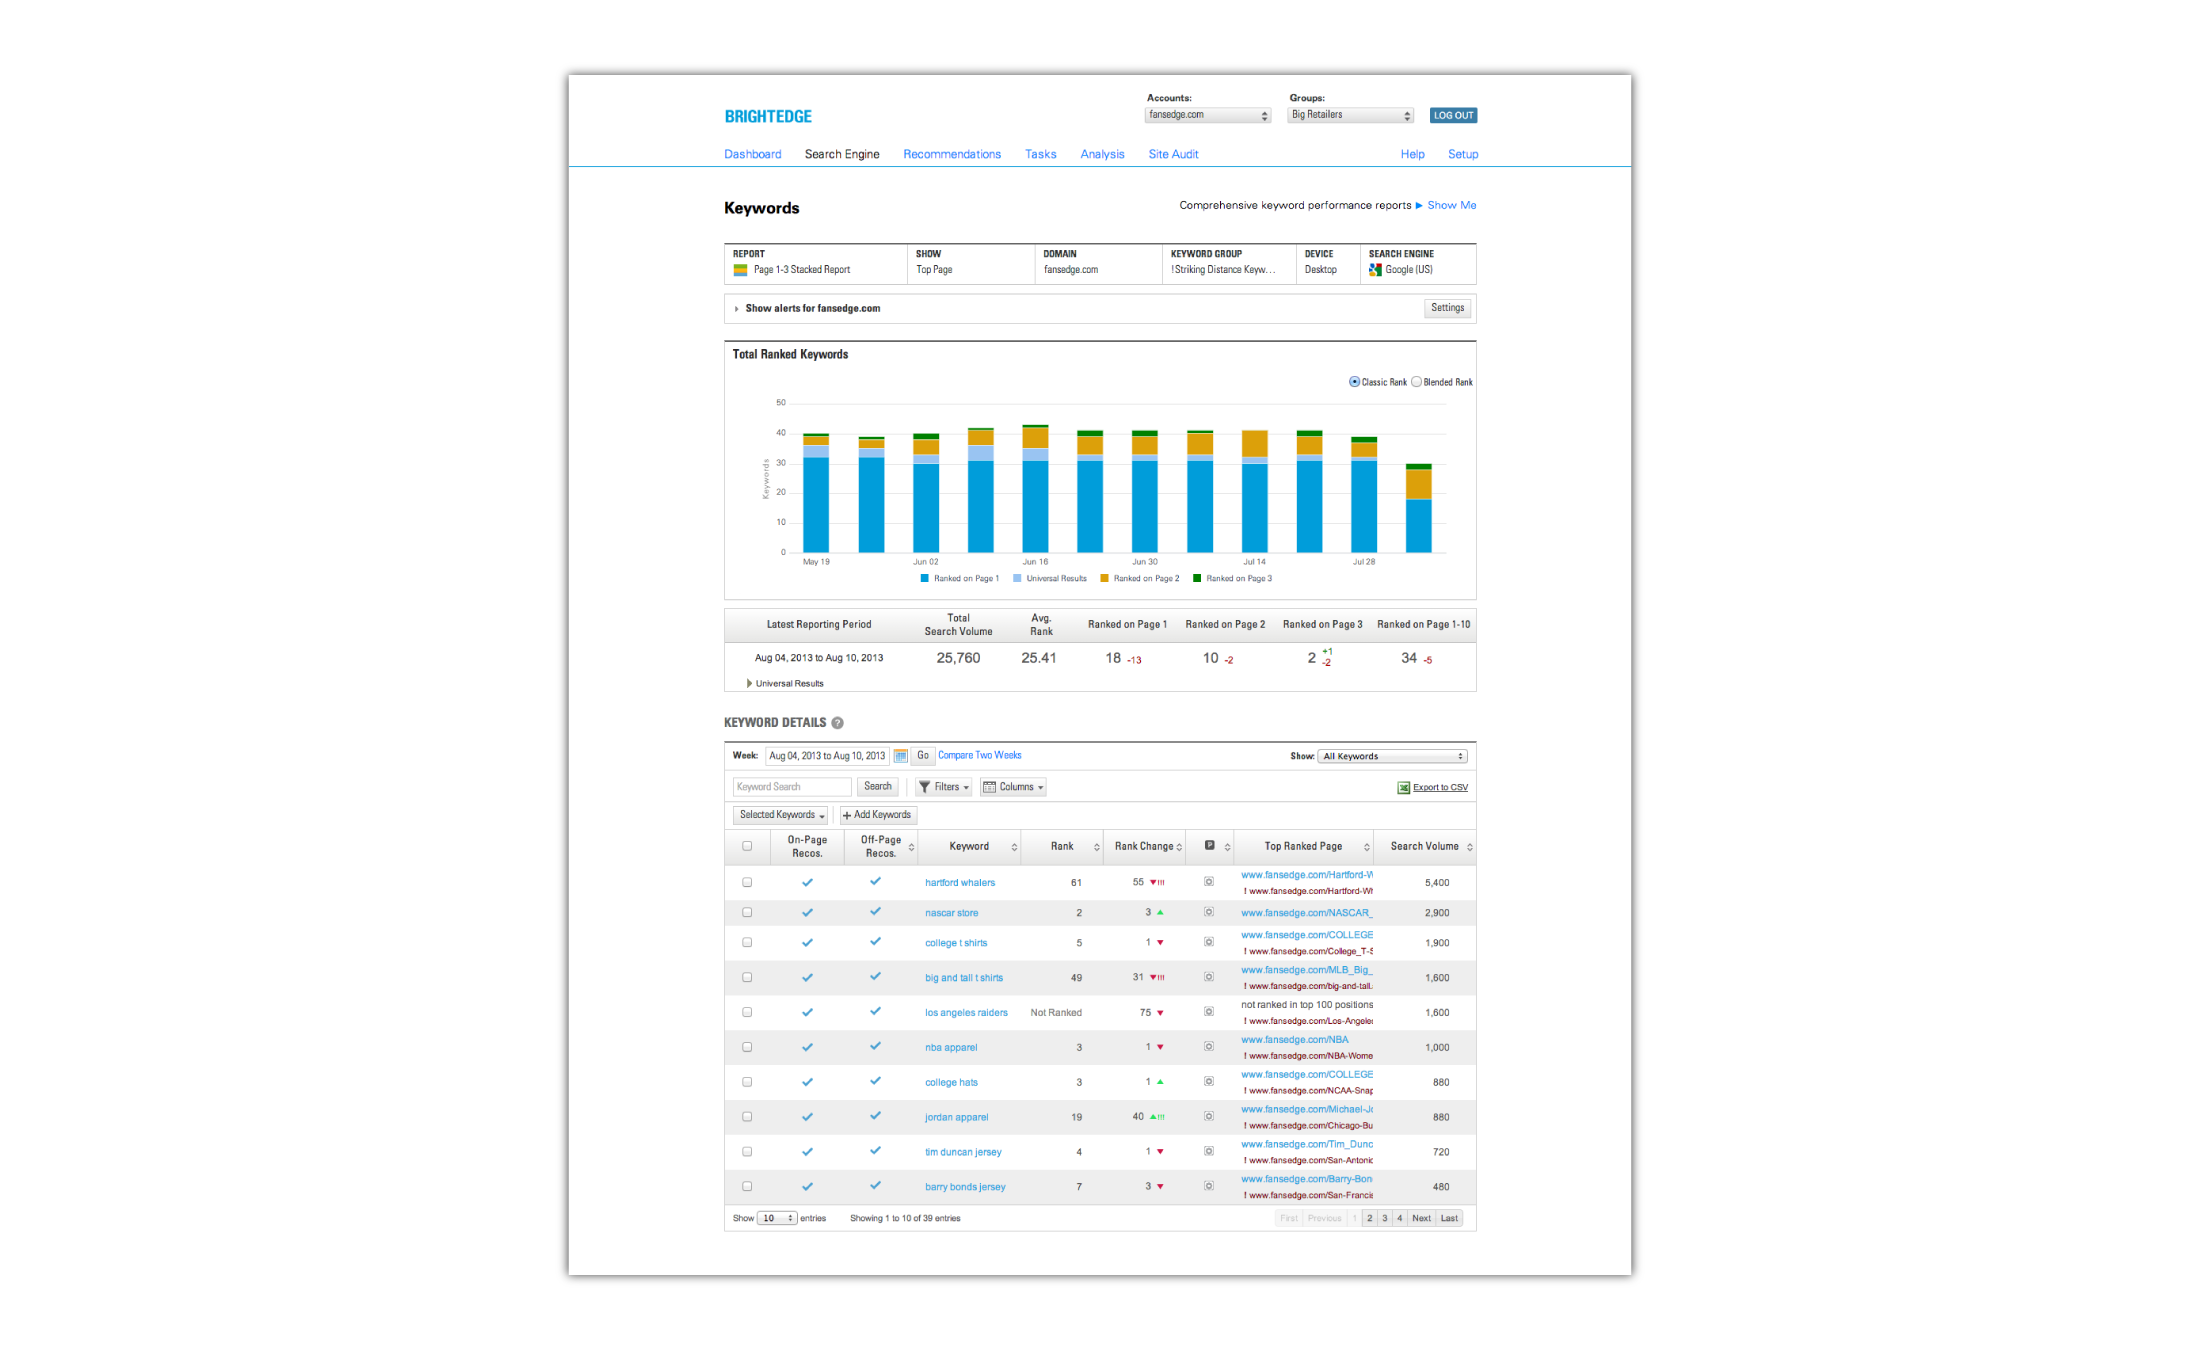 Accounts: Groups:
BRIGHTEDGE fansedge.com Big Retailers LOG OUT
Dashboard Search Engine Recommendations Tasks Analysis Site Audit Help Setup
Keywords Comprehensive keyword performance reports ► Show Me
REPORT SHOW DOMAIN KEYWORD GROUP DEVICE SEARCH ENGINE
Page 1-3 Stacked Report Top Page fansedge.com !Striking Distance Keyw... Desktop Google (US)
Show alerts for fansedge.com Settings
Total Ranked Keywords
Classic Rank Blended Rank
50
40
30
20
10
0
Keywords
May 19 Jun 02 Jun 16 Jun 30 Jul 14 Jul 28
Ranked on Page 1 Universal Results Ranked on Page 2 Ranked on Page 3
Latest Reporting Period Total Search Volume Avg. Rank Ranked on Page 1 Ranked on Page 2 Ranked on Page 3 Ranked on Page 1-10
Aug 04, 2013 to Aug 10, 2013 25,760 25.41 18 -13 10 -2 2 +1 -2 34 -5
Universal Results
KEYWORD DETAILS ?
Week: Aug 04, 2013 to Aug 10, 2013 Go Compare Two Weeks Show: All Keywords
Keyword Search Search Filters Columns Export to CSV
Selected Keywords + Add Keywords
On-Page Recos. Off-Page Recos. Keyword Rank Rank Change P Top Ranked Page Search Volume
hartford whalers 61 55 !!! www.fansedge.com/Hartford-W 5,400
! www.fansedge.com/Hartford-Wh
nascar store 2 3 www.fansedge.com/NASCAR_ 2,900
college t shirts 5 1 www.fansedge.com/COLLEGE 1,900
! www.fansedge.com/College_T-S
big and tall t shirts 49 31 !!! www.fansedge.com/MLB_Big_ 1,600
! www.fansedge.com/big-and-tall.
los angeles raiders Not Ranked 75 not ranked in top 100 positions 1,600
! www.fansedge.com/Los-Angeles
nba apparel 3 1 www.fansedge.com/NBA 1,000
! www.fansedge.com/NBA-Wome
college hats 3 1 www.fansedge.com/COLLEGE 880
! www.fansedge.com/NCAA-Snap
jordan apparel 19 40 !!! www.fansedge.com/Michael-Jo 880
! www.fansedge.com/Chicago-Bu
tim duncan jersey 4 1 www.fansedge.com/Tim_Dunc 720
! www.fansedge.com/San-Antonic
barry bonds jersey 7 3 www.fansedge.com/Barry-Bon 480
! www.fansedge.com/San-Francis
Show 10 entries Showing 1 to 10 of 39 entries First Previous 1 2 3 4 Next Last